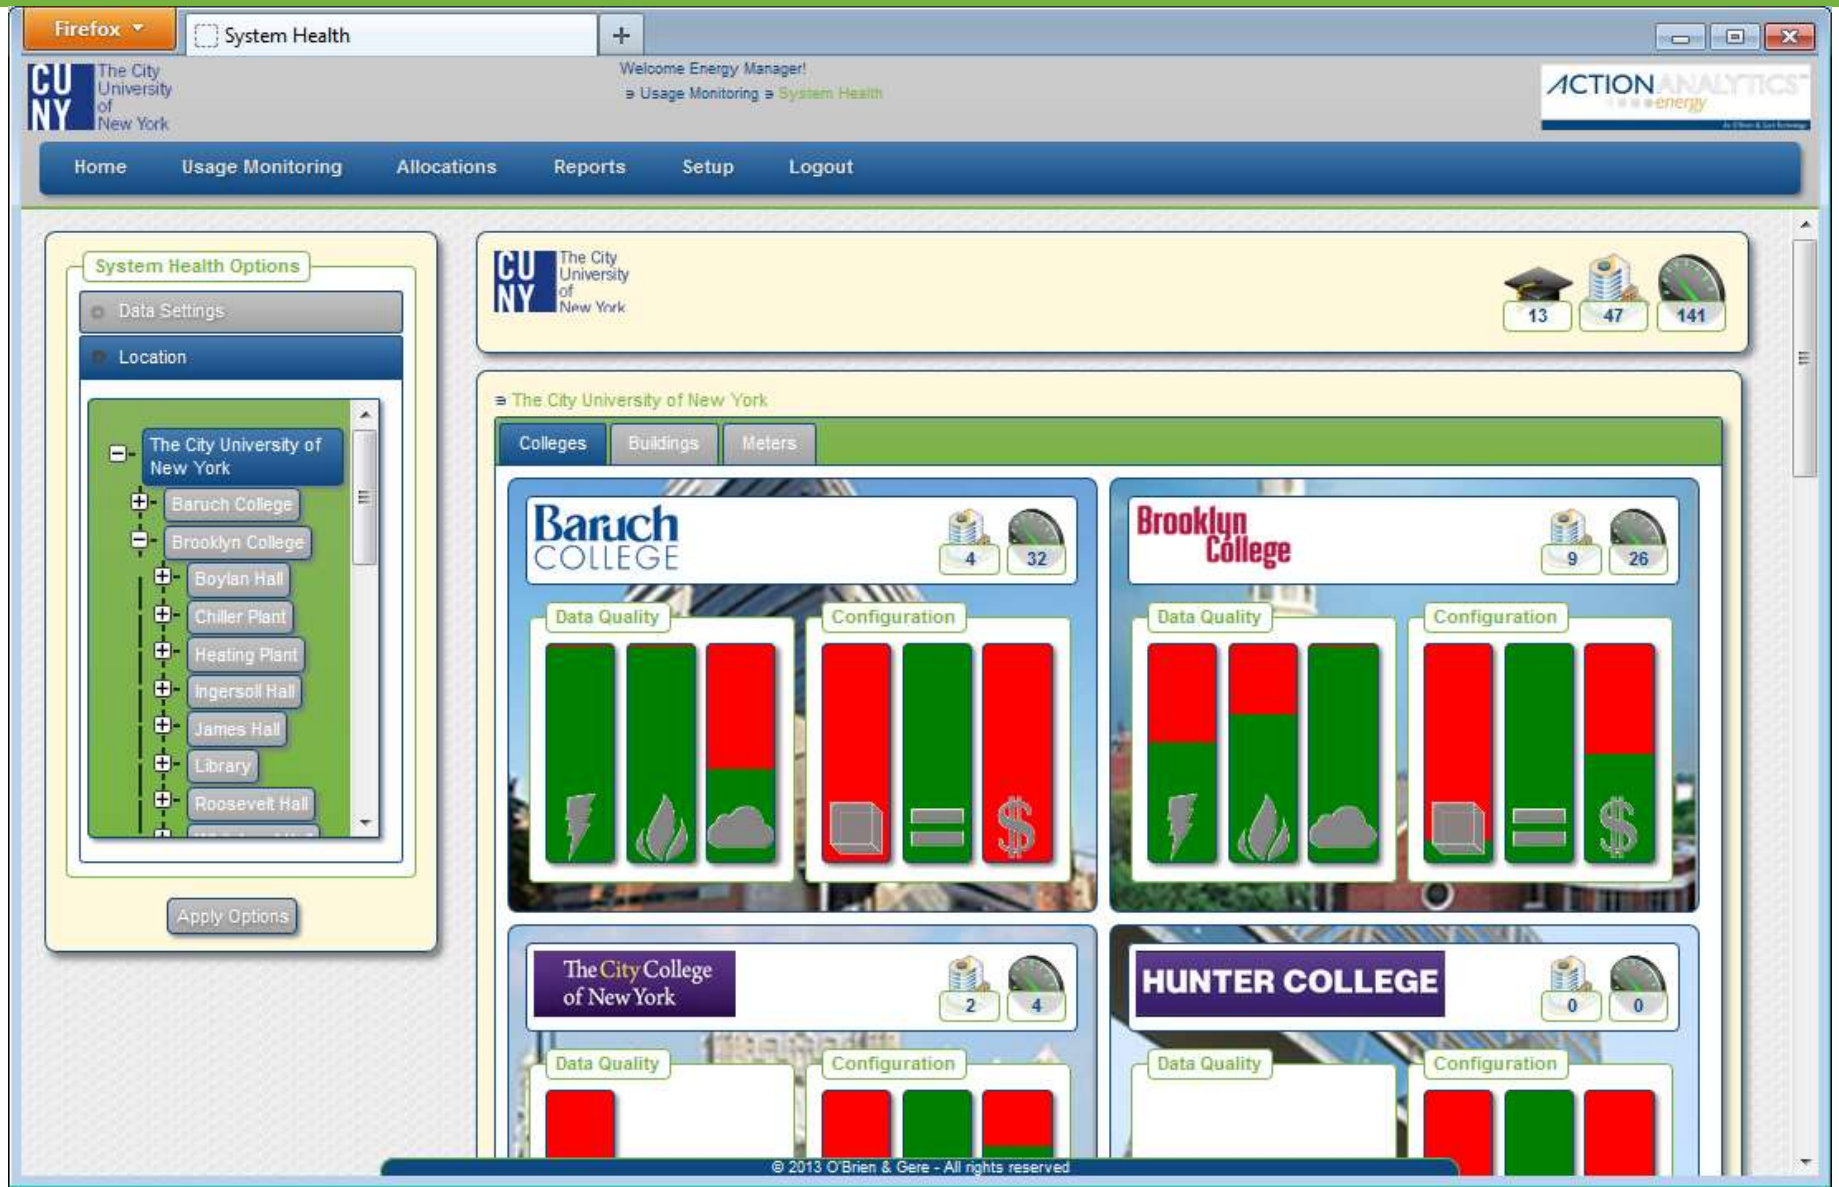 Firefox
System Health
CU
NY
The City
University
of
New York
Welcome Energy Manager!
Usage Monitoring System Health
ACTIONANALYTICS
energy
Home Usage Monitoring Allocations Reports Setup Logout
System Health Options
Data Settings
Location
The City University of
New York
Baruch College
Brooklyn College
Boylan Hall
Chiller Plant
Heating Plant
Ingersoll Hall
James Hall
Library
Roosevelt Hall
Apply Options
CU
NY
The City
University
of
New York
13 47 141
The City University of New York
Colleges Buildings Meters
Baruch
COLLEGE
4 32
Data Quality Configuration
$
Brooklyn
College
9 26
Data Quality Configuration
$
The City College
of New York
2 4
Data Quality Configuration
HUNTER COLLEGE
0 0
Data Quality Configuration
© 2013 O'Brien & Gere - All rights reserved